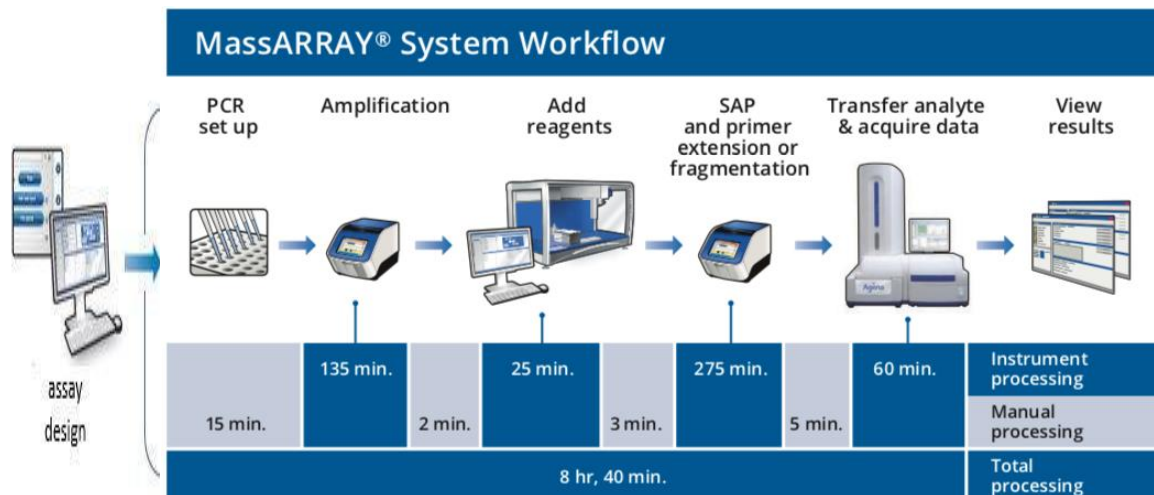 MassARRAY® System Workflow
PCR
set up
Amplification
Add
reagents
SAP
and primer
extension or
fragmentation
Transfer analyte
& acquire data
View
results
assay
design
Agena
135 min.
25 min.
275 min.
60 min.
Instrument
processing
15 min.
2 min.
3 min.
5 min.
Manual
processing
8 hr, 40 min.
Total
processing